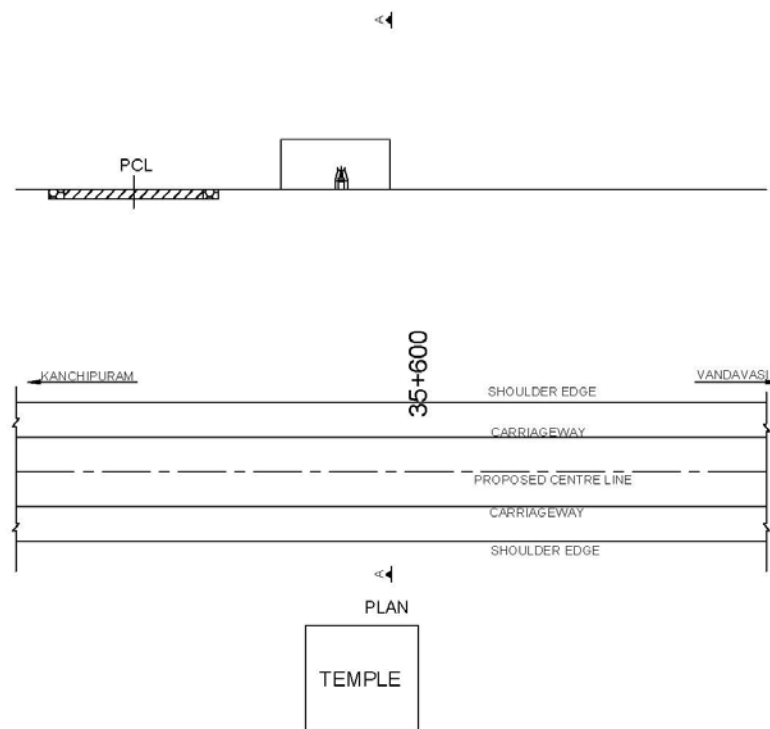 A
PCL
35+600
KANCHIPURAM
VANDAVASI
SHOULDER EDGE
CARRIAGEWAY
PROPOSED CENTRE LINE
CARRIAGEWAY
SHOULDER EDGE
A
PLAN
TEMPLE